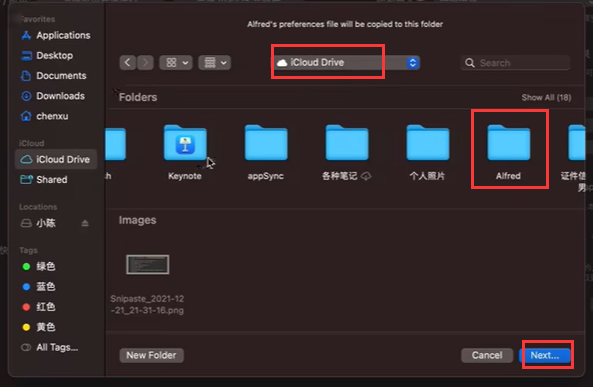 Favorites
Alfred's preferences file will be copied to this folder
Applications
Desktop
Documents
Downloads
chenxu
iCloud
iCloud Drive
Shared
Locations
小陈
Tags
绿色
蓝色
红色
黄色
All Tags...
iCloud Drive
Search
Folders
Show All (18)
Keynote
appSync
各种笔记
个人照片
Alfred
证件信
男
Images
Snipaste_2021-12
-21_21-31-16.png
New Folder
Cancel
Next...